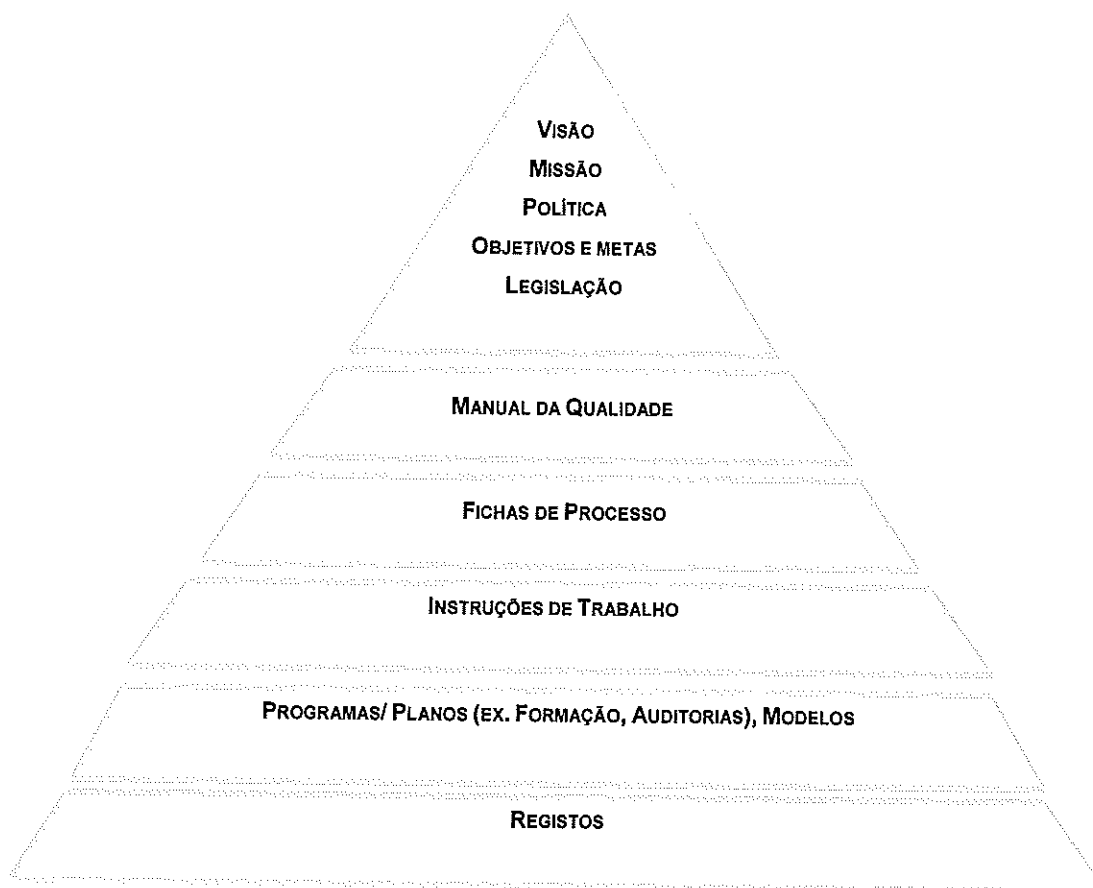 VISÃO
MISSÃO
POLÍTICA
OBJETIVOS E METAS
LEGISLAÇÃO
MANUAL DA QUALIDADE
FICHAS DE PROCESSO
INSTRUÇÕES DE TRABALHO
PROGRAMAS/ PLANOS (EX. FORMAÇÃO, AUDITORIAS), MODELOS
REGISTOS